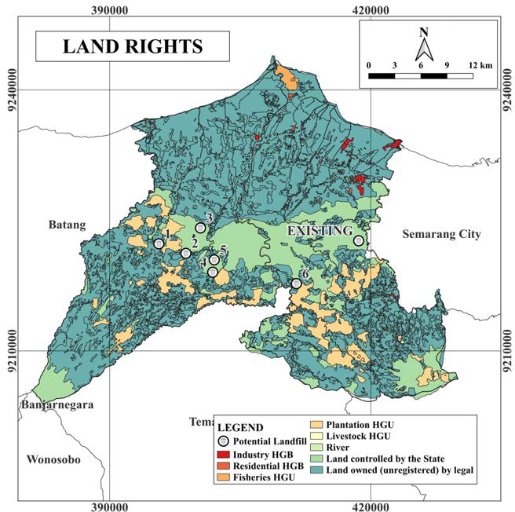 390000
420000
LAND RIGHTS
N
0 3 6 9 12 km
9240000
9240000
Batang
Semarang City
EXISTING
1
2
3
4
5
6
9210000
9210000
Banjarnegara
Wonosobo
LEGEND
Potential Landfill
Industry HGB
Residential HGB
Fisheries HGU
Plantation HGU
Livestock HGU
River
Land controlled by the State
Land owned (unregistered) by legal
390000
420000